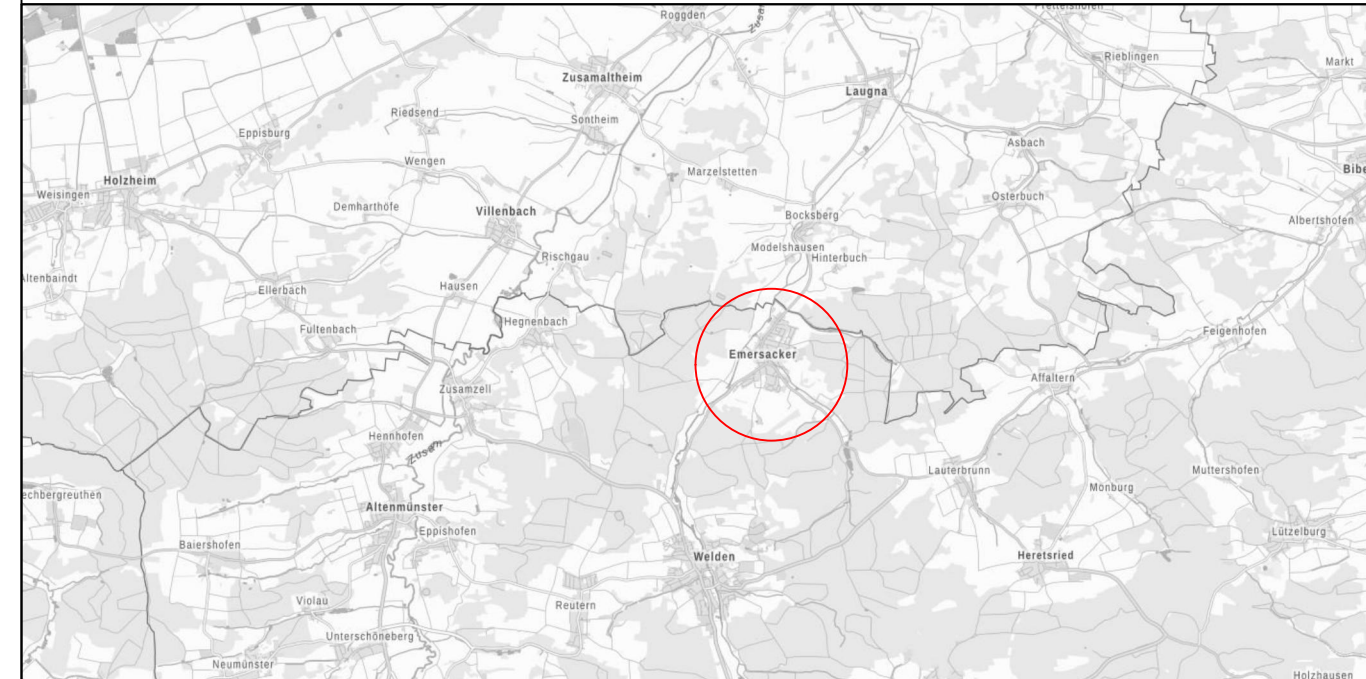 Roggden
Zusam
Prettelshofen
Rieblingen
Markt
Zusamaltheim
Laugna
Riedsend
Sontheim
Eppisburg
Asbach
Wengen
Marzelstetten
Bibe
Holzheim
Weisingen
Osterbuch
Demharthöfe
Villenbach
Bocksberg
Albertshofen
Modelshausen
Rischgau
Hinterbuch
Altenbaindt
Ellerbach
Hausen
Hegnenbach
Fultenbach
Feigenhofen
Emersacker
Affaltern
Zusamzell
Hennhofen
Zusam
Lauterbrunn
Muttershofen
echbergreuthen
Monburg
Altenmünster
Eppishofen
Lützelburg
Baiershofen
Welden
Heretsried
Violau
Reutern
Unterschöneberg
Neumünster
Holzhausen